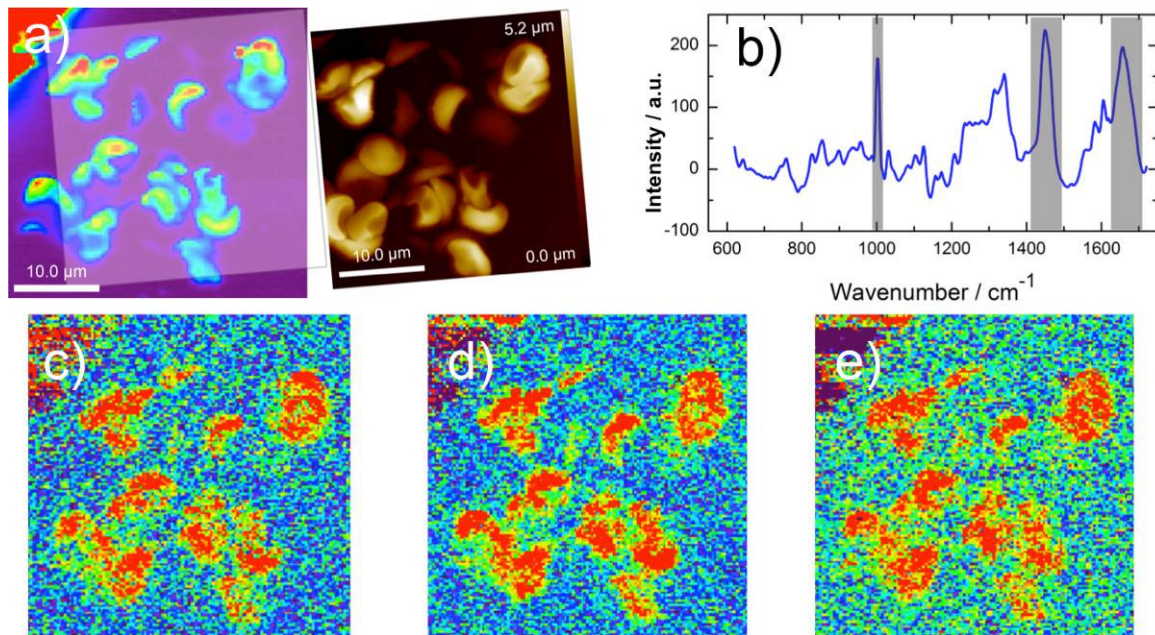 a)
10.0 µm
5.2 µm
10.0 µm
0.0 µm
b)
Intensity / a.u.
200
100
0
-100
600 800 1000 1200 1400 1600
Wavenumber / cm⁻¹
c)
d)
e)